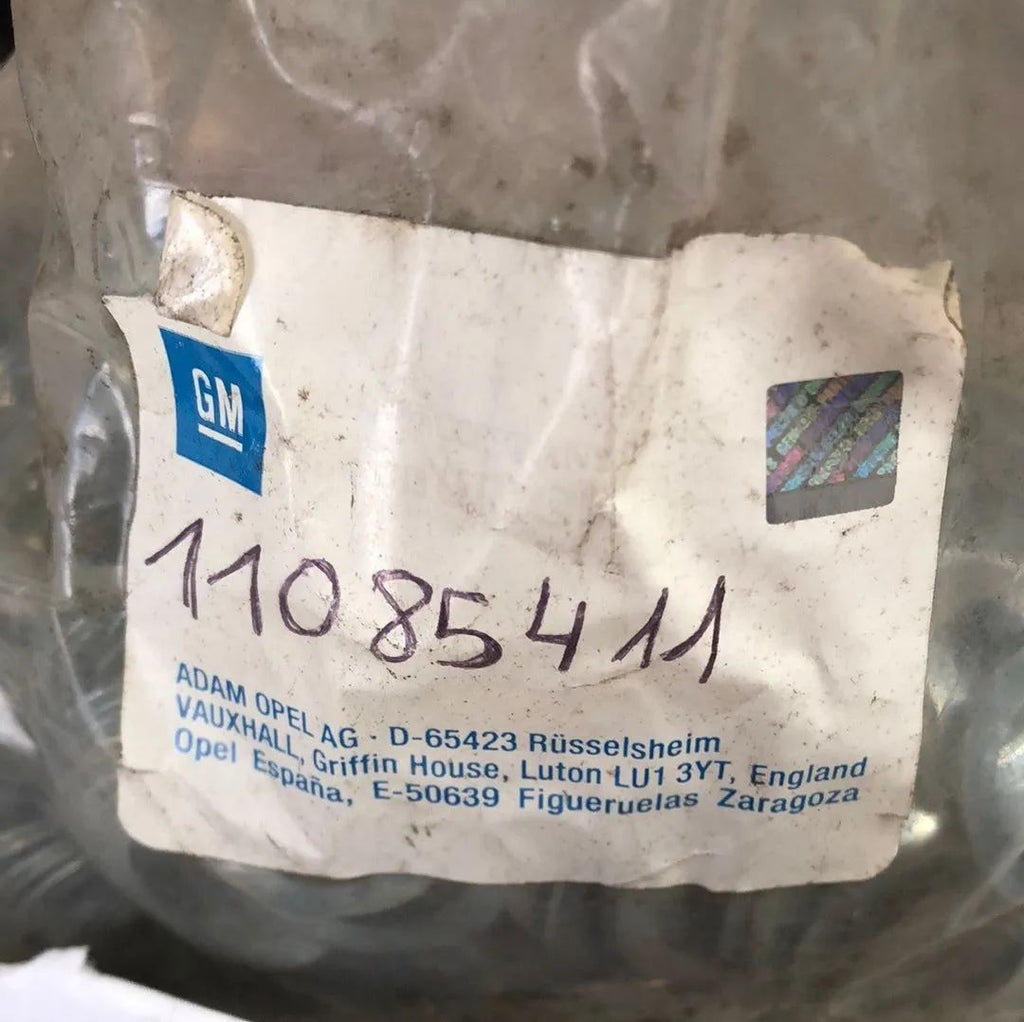 GM
11085411
ADAM OPEL AG · D-65423 Rüsselsheim
VAUXHALL, Griffin House, Luton LU1 3YT, England
Opel España, E-50639 Figueruelas Zaragoza